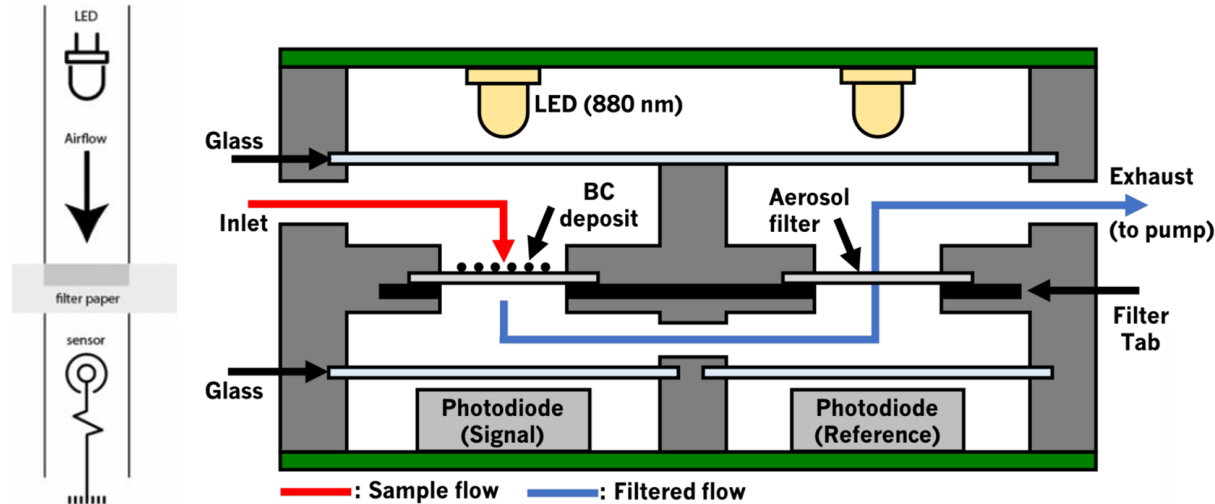 LED
Airflow
filter paper
sensor
LED (880 nm)
Glass
Inlet
BC
deposit
Aerosol
filter
Exhaust
(to pump)
Filter
Tab
Glass
Photodiode
(Signal)
Photodiode
(Reference)
: Sample flow
: Filtered flow